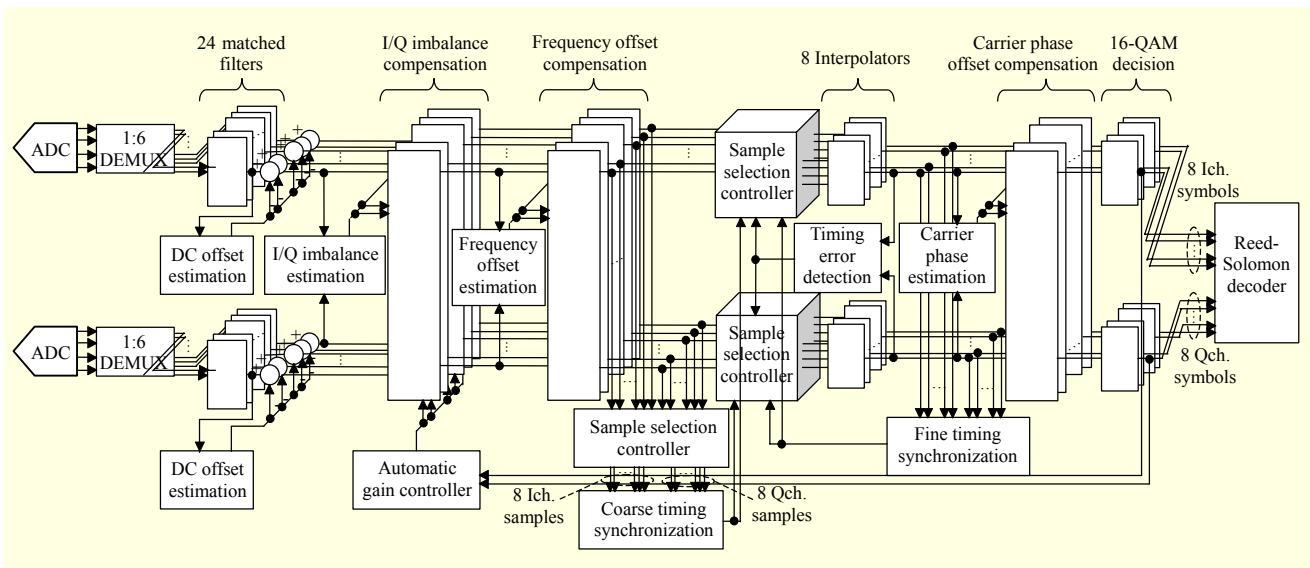 24 matched
filters
I/Q imbalance
compensation
Frequency offset
compensation
8 Interpolators
Carrier phase
offset compensation
16-QAM
decision
ADC
1:6
DEMUX
Sample
selection
controller
8 Ich.
symbols
DC offset
estimation
I/Q imbalance
estimation
Frequency
offset
estimation
Timing
error
detection
Carrier
phase
estimation
Reed-
Solomon
decoder
ADC
1:6
DEMUX
Sample
selection
controller
8 Qch.
symbols
DC offset
estimation
Automatic
gain controller
Sample selection
controller
Fine timing
synchronization
8 Ich.
samples
8 Qch.
samples
Coarse timing
synchronization